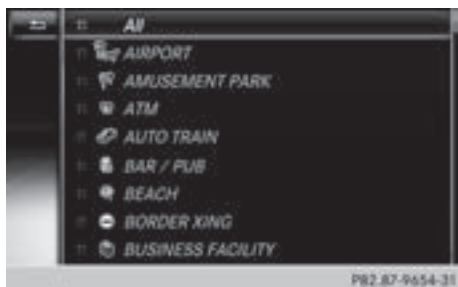 All
AIRPORT
AMUSEMENT PARK
ATM
AUTO TRAIN
BAR / PUB
BEACH
BORDER XING
BUSINESS FACILITY
P82.87-9654-31